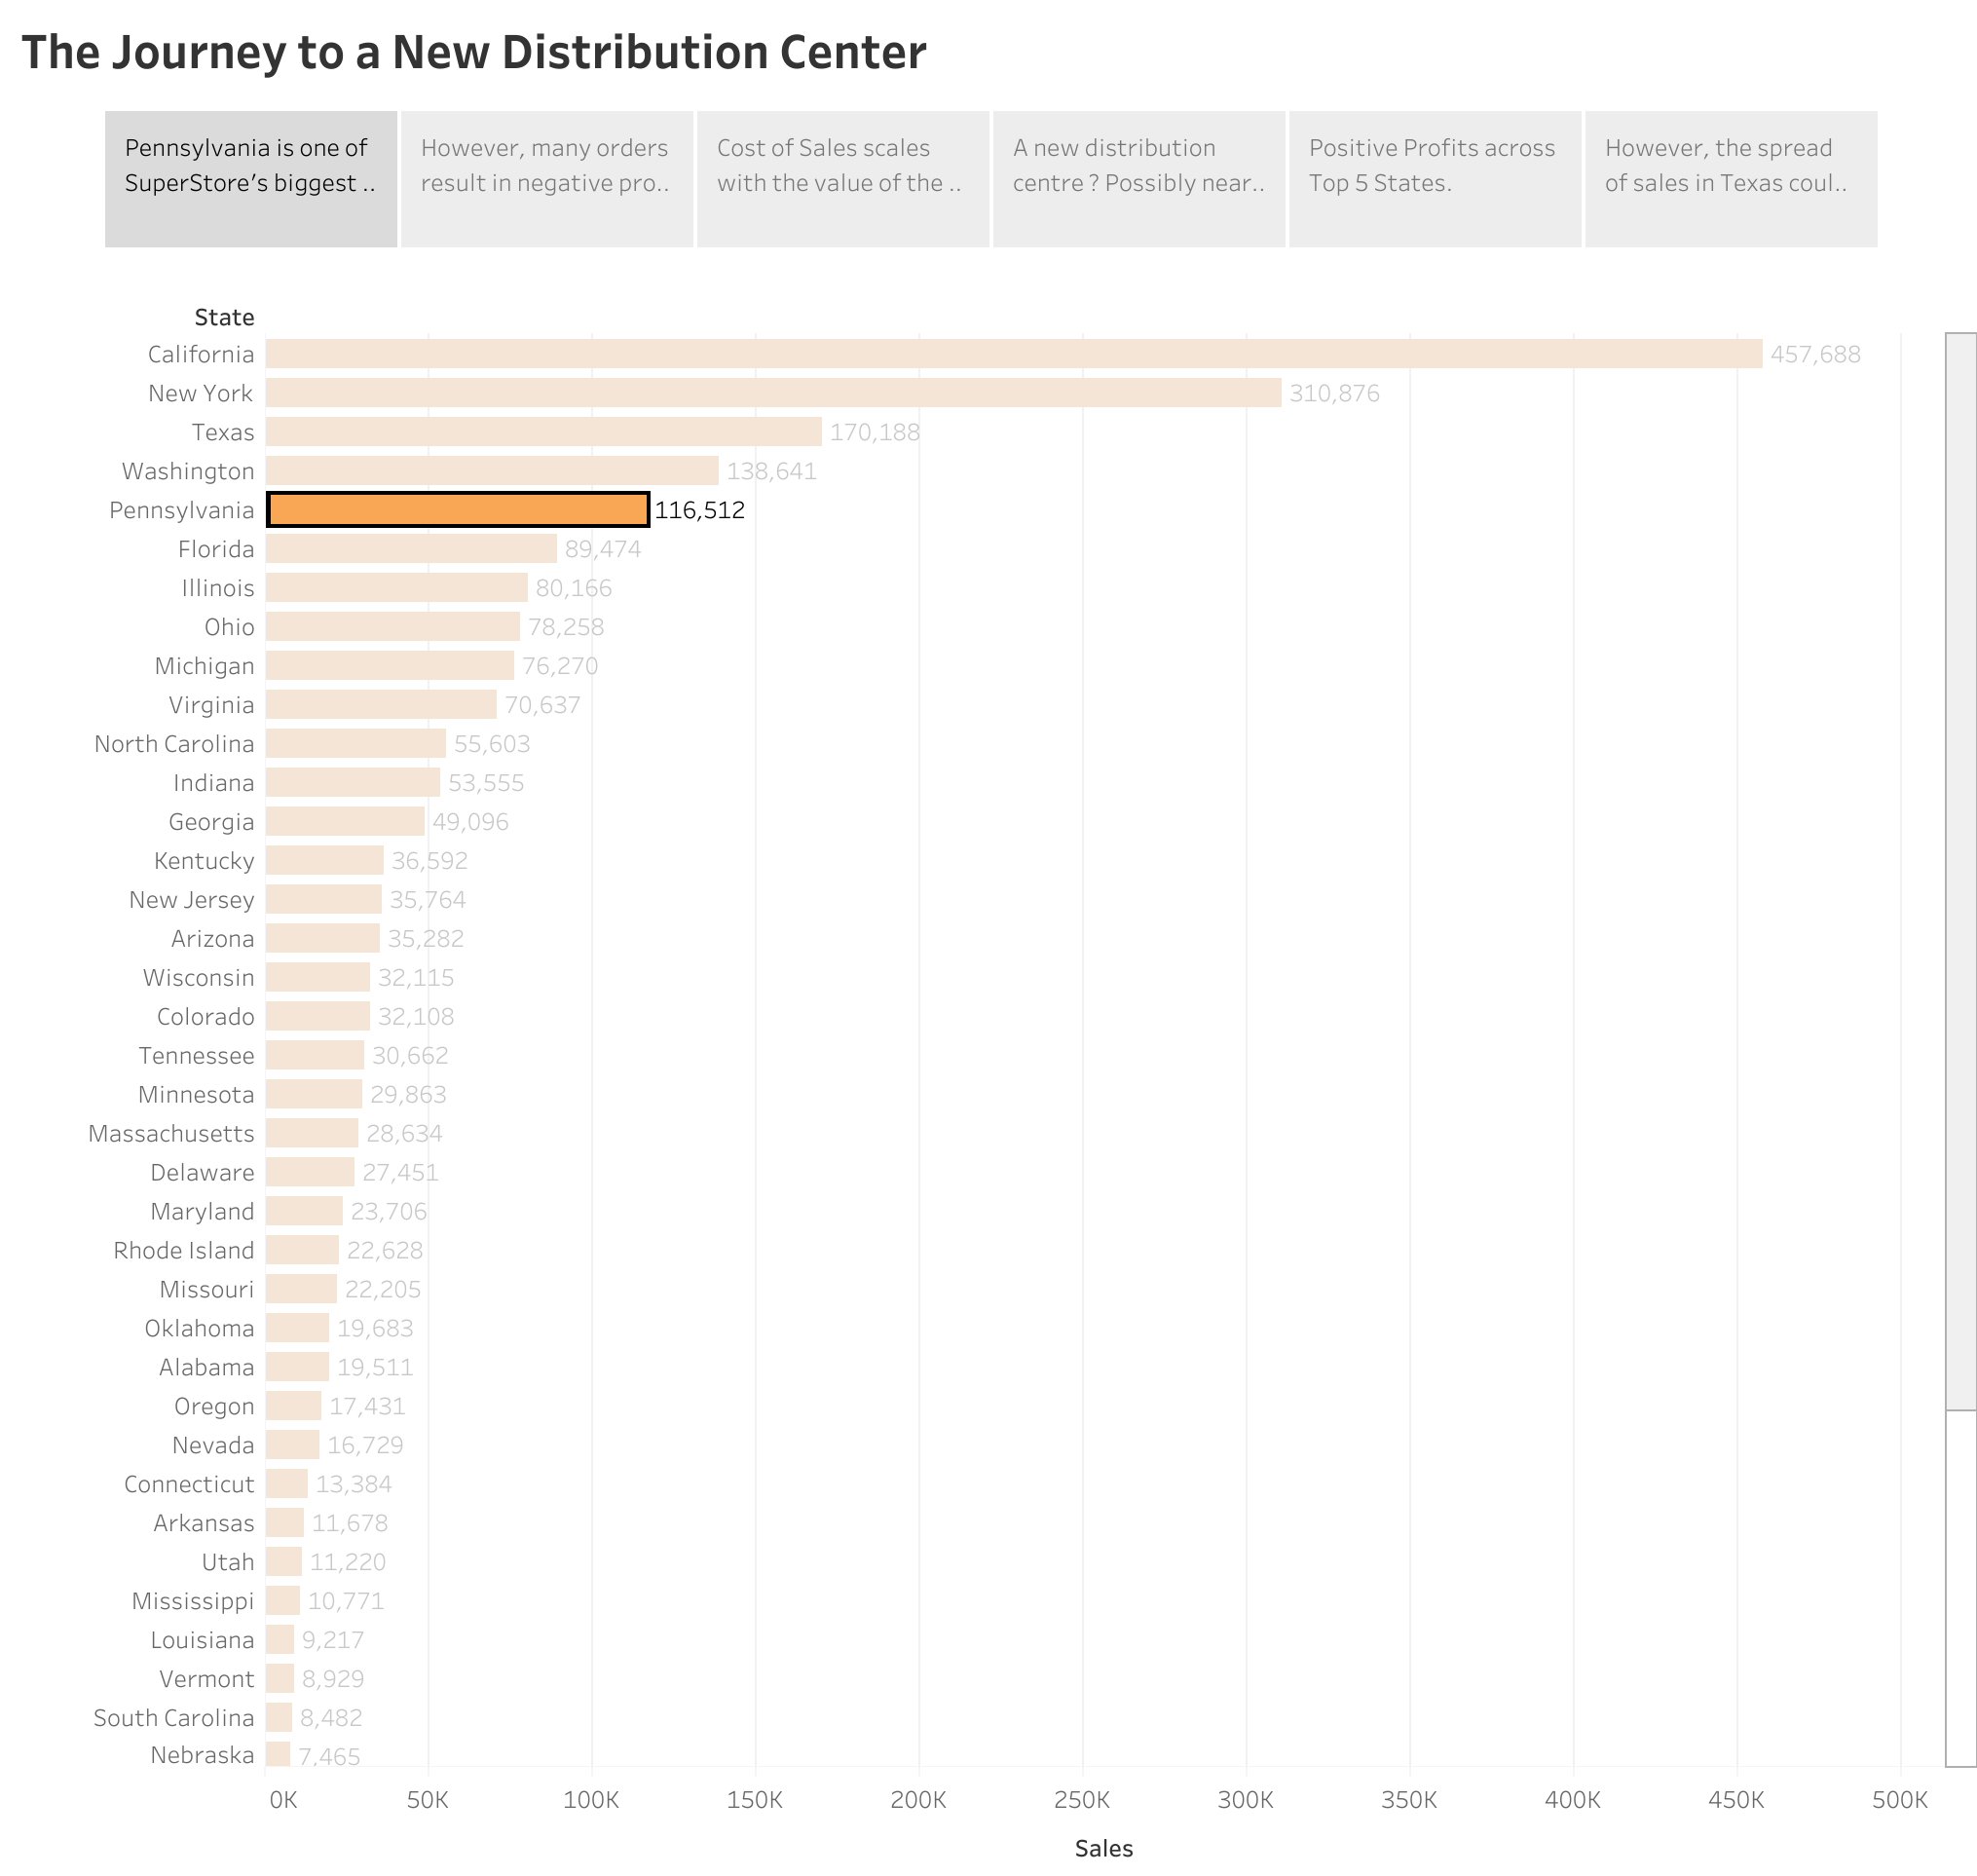 The Journey to a New Distribution Center
Pennsylvania is one of
SuperStore's biggest ..
However, many orders
result in negative pro..
Cost of Sales scales
with the value of the ..
A new distribution
centre ? Possibly near..
Positive Profits across
Top 5 States.
However, the spread
of sales in Texas coul..
State
California 457,688
New York 310,876
Texas 170,188
Washington 138,641
Pennsylvania 116,512
Florida 89,474
Illinois 80,166
Ohio 78,258
Michigan 76,270
Virginia 70,637
North Carolina 55,603
Indiana 53,555
Georgia 49,096
Kentucky 36,592
New Jersey 35,764
Arizona 35,282
Wisconsin 32,115
Colorado 32,108
Tennessee 30,662
Minnesota 29,863
Massachusetts 28,634
Delaware 27,451
Maryland 23,706
Rhode Island 22,628
Missouri 22,205
Oklahoma 19,683
Alabama 19,511
Oregon 17,431
Nevada 16,729
Connecticut 13,384
Arkansas 11,678
Utah 11,220
Mississippi 10,771
Louisiana 9,217
Vermont 8,929
South Carolina 8,482
Nebraska 7,465
0K 50K 100K 150K 200K 250K 300K 350K 400K 450K 500K
Sales